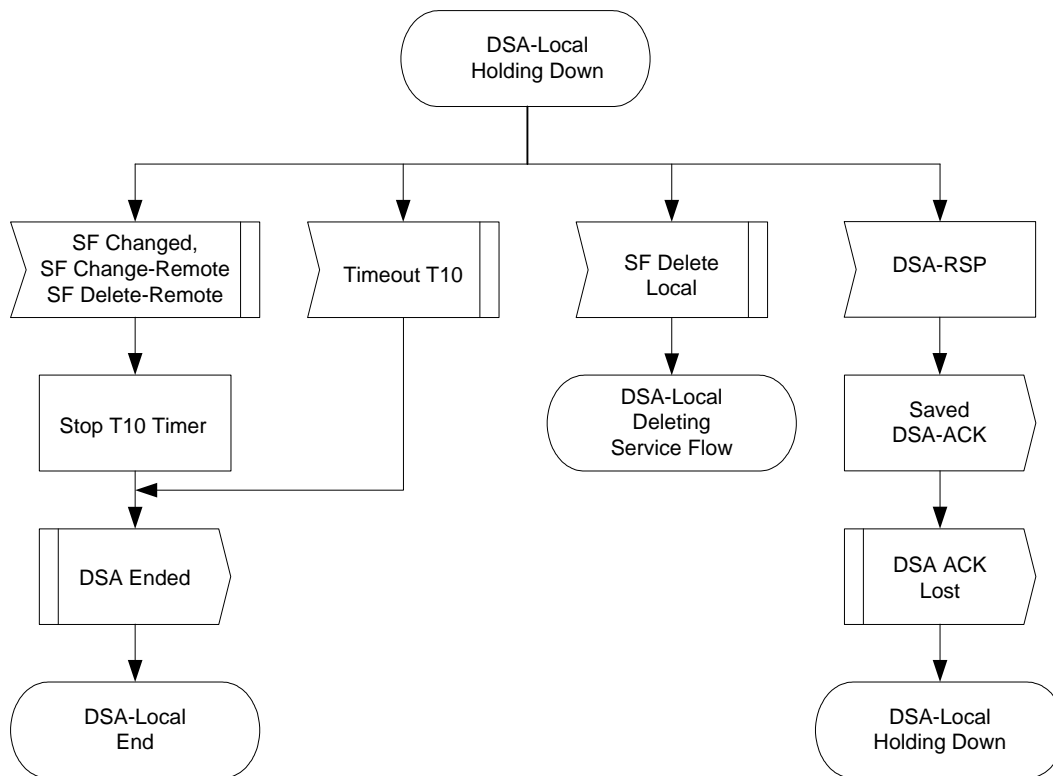 DSA-Local
Holding Down
SF Changed,
SF Change-Remote
SF Delete-Remote
Timeout T10
SF Delete
Local
DSA-RSP
Stop T10 Timer
DSA-Local
Deleting
Service Flow
Saved
DSA-ACK
DSA Ended
DSA ACK
Lost
DSA-Local
End
DSA-Local
Holding Down